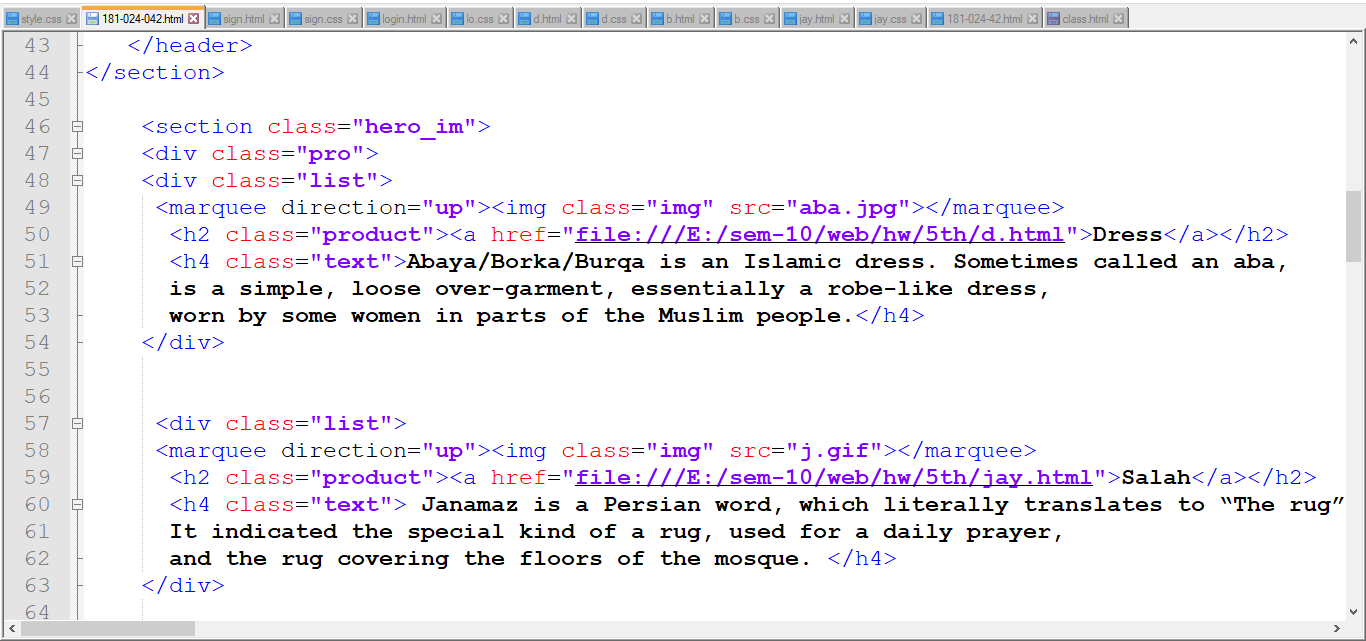 style.css 181-024-042.html sign.html sign.css login.html lo.css d.html d.css b.html b.css jay.html jay.css 181-024-42.html class.html
43 </header>
44 </section>
45
46 <section class="hero_im">
47 <div class="pro">
48 <div class="list">
49 <marquee direction="up"><img class="img" src="aba.jpg"></marquee>
50 <h2 class="product"><a href="file:///E:/sem-10/web/hw/5th/d.html">Dress</a></h2>
51 <h4 class="text">Abaya/Borka/Burqa is an Islamic dress. Sometimes called an aba,
52 is a simple, loose over-garment, essentially a robe-like dress,
53 worn by some women in parts of the Muslim people.</h4>
54 </div>
55
56
57 <div class="list">
58 <marquee direction="up"><img class="img" src="j.gif"></marquee>
59 <h2 class="product"><a href="file:///E:/sem-10/web/hw/5th/jay.html">Salah</a></h2>
60 <h4 class="text"> Janamaz is a Persian word, which literally translates to “The rug”
61 It indicated the special kind of a rug, used for a daily prayer,
62 and the rug covering the floors of the mosque. </h4>
63 </div>
64